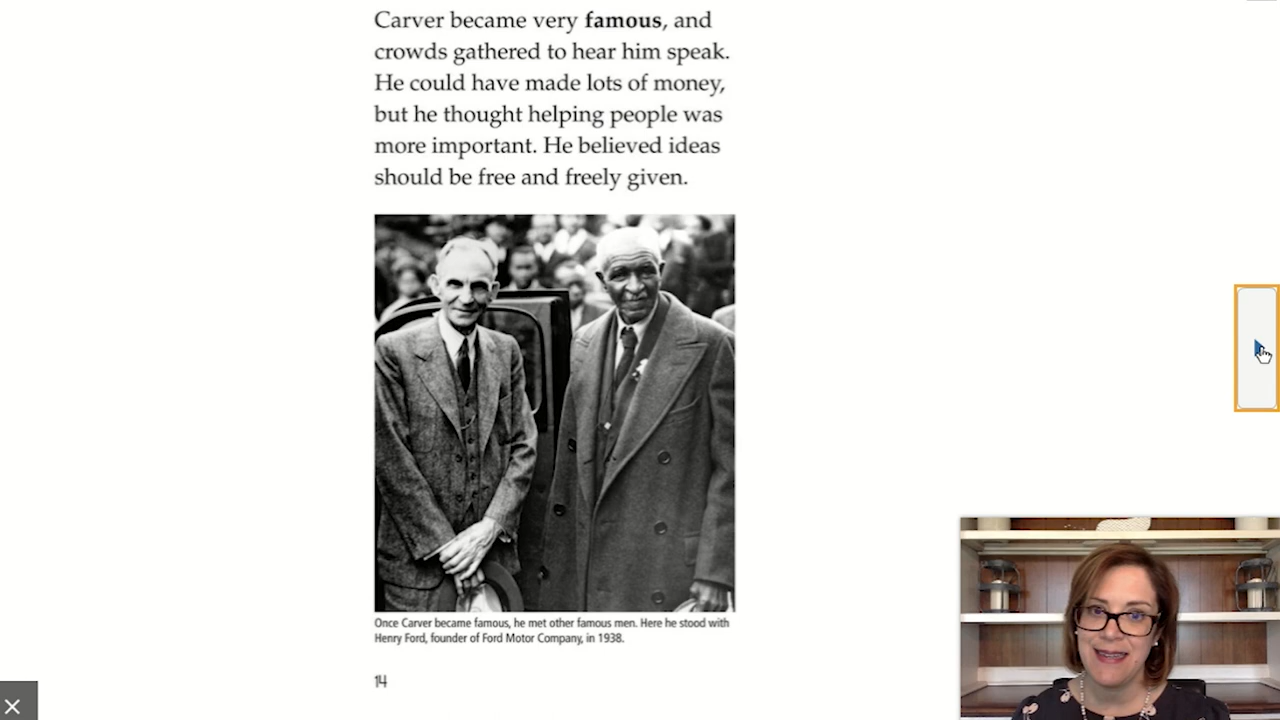 Carver became very famous, and
crowds gathered to hear him speak.
He could have made lots of money,
but he thought helping people was
more important. He believed ideas
should be free and freely given.
Once Carver became famous, he met other famous men. Here he stood with
Henry Ford, founder of Ford Motor Company, in 1938.
14